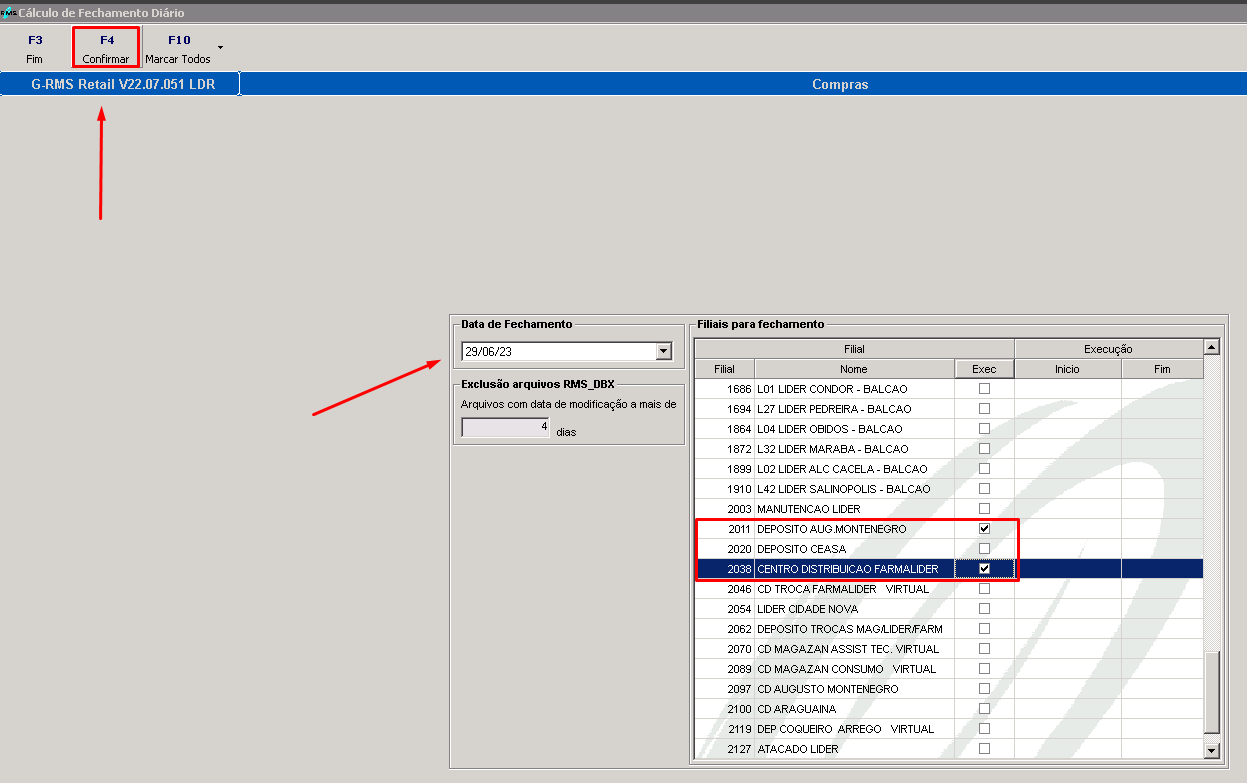 RMS Cálculo de Fechamento Diário
F3 F4 F10
Fim Confirmar Marcar Todos
G-RMS Retail V22.07.051 LDR Compras
Data de Fechamento
29/06/23
Exclusão arquivos RMS_DBX
Arquivos com data de modificação a mais de
4 dias
Filiais para fechamento
Filial Execução
Filial Nome Exec Inicio Fim
1686 L01 LIDER CONDOR - BALCAO
1694 L27 LIDER PEDREIRA - BALCAO
1864 L04 LIDER OBIDOS - BALCAO
1872 L32 LIDER MARABA - BALCAO
1899 L02 LIDER ALC CACELA - BALCAO
1910 L42 LIDER SALINOPOLIS - BALCAO
2003 MANUTENCAO LIDER
2011 DEPOSITO AUG.MONTENEGRO
2020 DEPOSITO CEASA
2038 CENTRO DISTRIBUICAO FARMALIDER
2046 CD TROCA FARMALIDER VIRTUAL
2054 LIDER CIDADE NOVA
2062 DEPOSITO TROCAS MAG/LIDER/FARM
2070 CD MAGAZAN ASSIST TEC. VIRTUAL
2089 CD MAGAZAN CONSUMO VIRTUAL
2097 CD AUGUSTO MONTENEGRO
2100 CD ARAGUAINA
2119 DEP COQUEIRO ARREGO VIRTUAL
2127 ATACADO LIDER